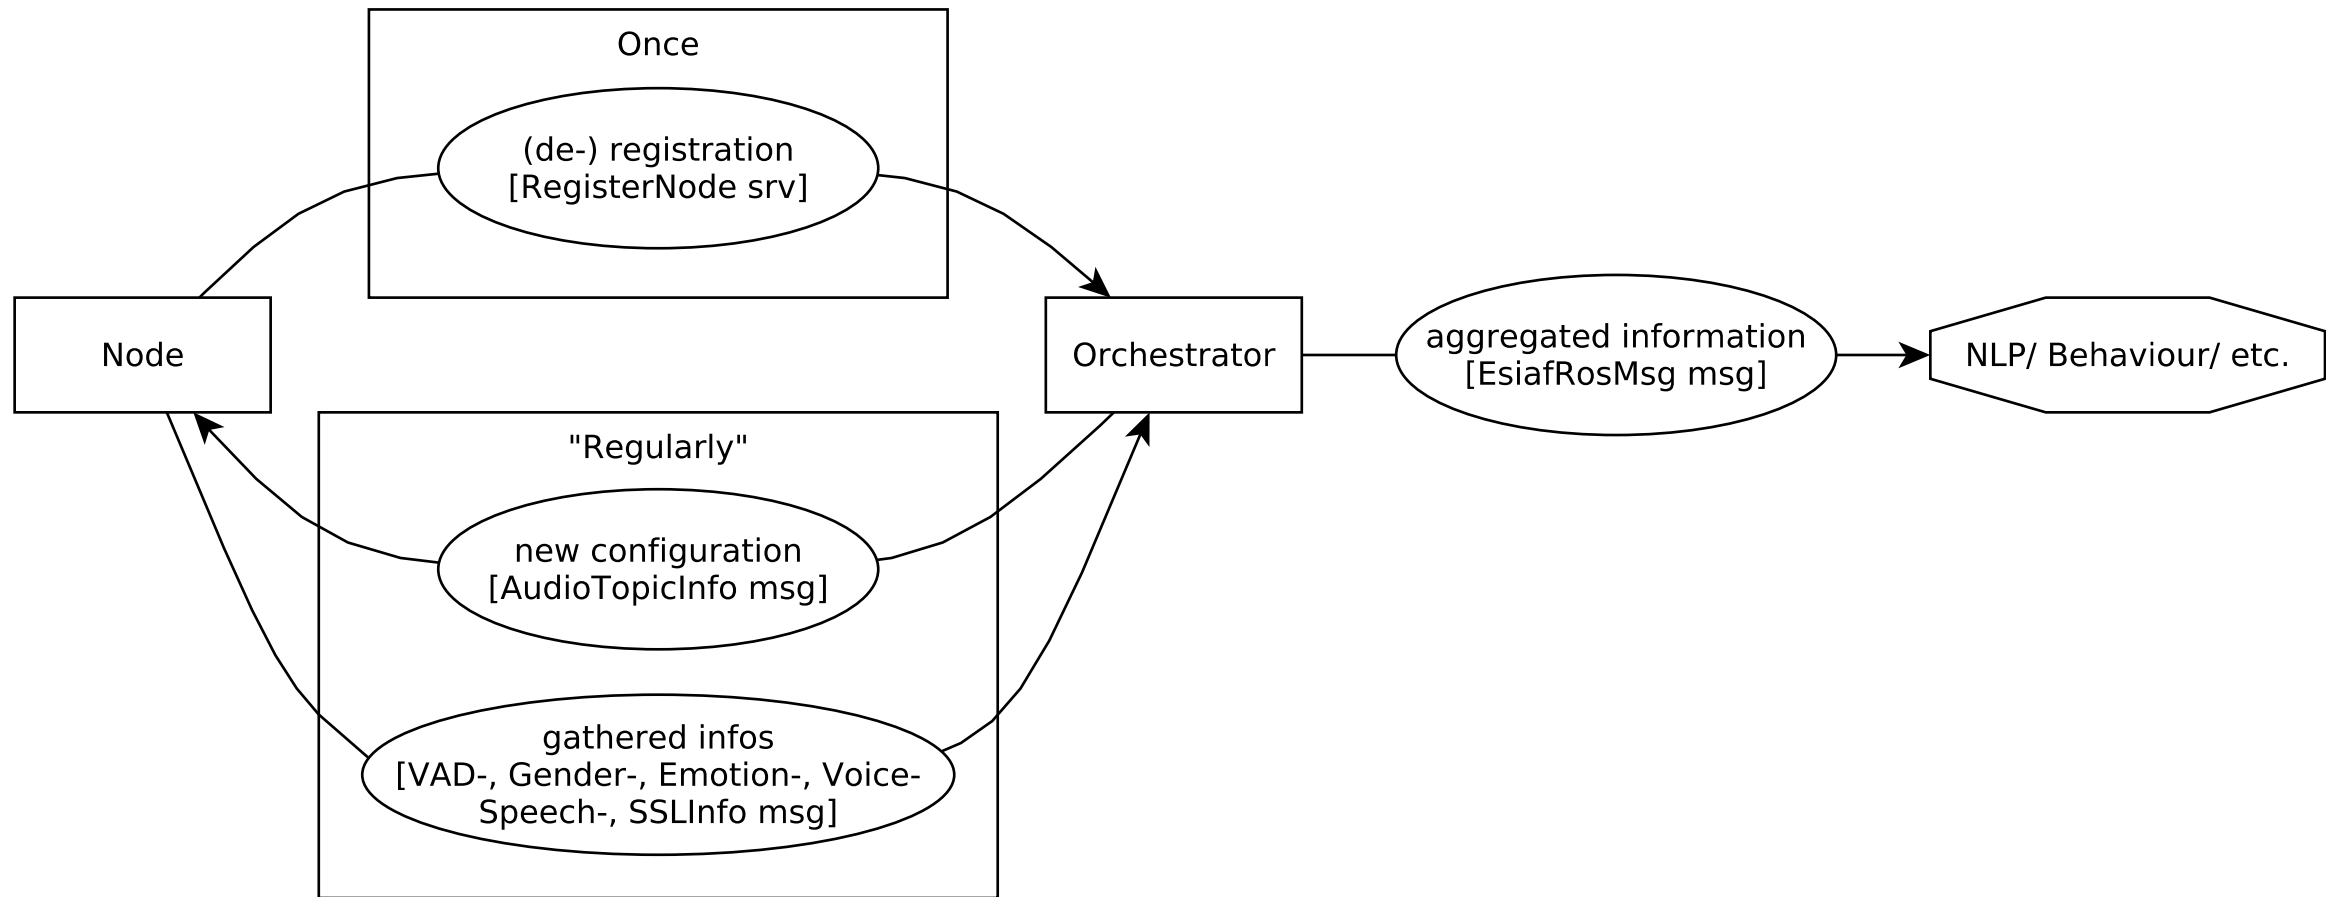 Once
(de-) registration
[RegisterNode srv]
Node
Orchestrator
aggregated information
[EsiafRosMsg msg]
NLP/ Behaviour/ etc.
"Regularly"
new configuration
[AudioTopicInfo msg]
gathered infos
[VAD-, Gender-, Emotion-, Voice-
Speech-, SSLInfo msg]